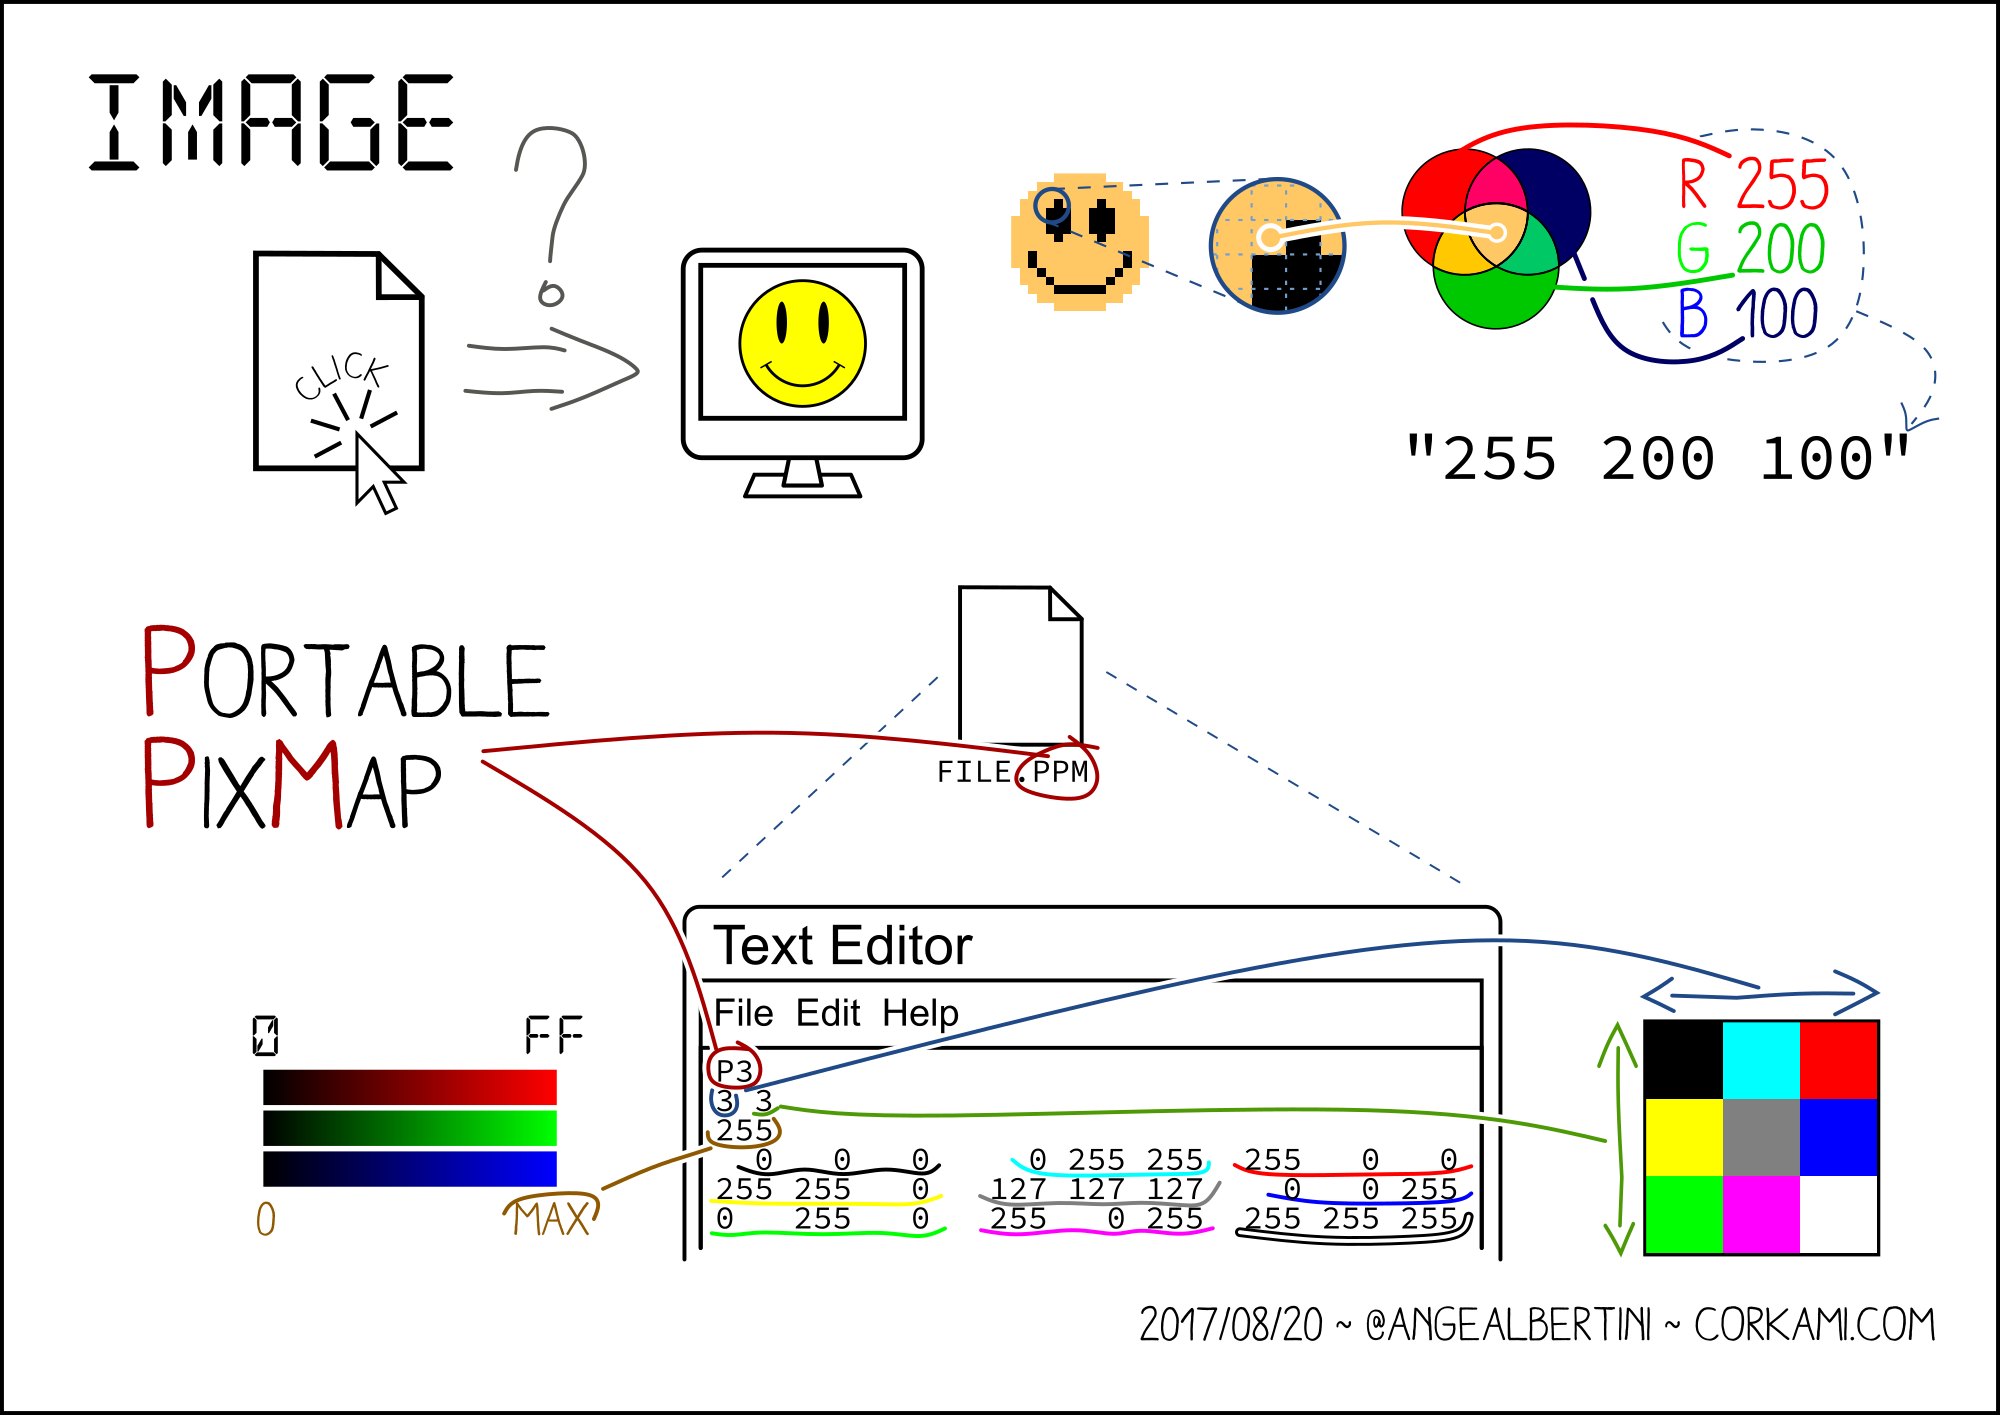 IMAGE
?
CLICK
R 255
G 200
B 100
"255 200 100"
PORTABLE
PIXMAP
FILE.PPM
Text Editor
File Edit Help
P3
3 3
255
0 0 0 0 255 255 255 0 0
255 255 0 127 127 127 0 0 255
0 255 0 255 0 255 255 255 255
0 FF
0 MAX
2017/08/20 ~ @ANGEALBERTINI ~ CORKAMI.COM